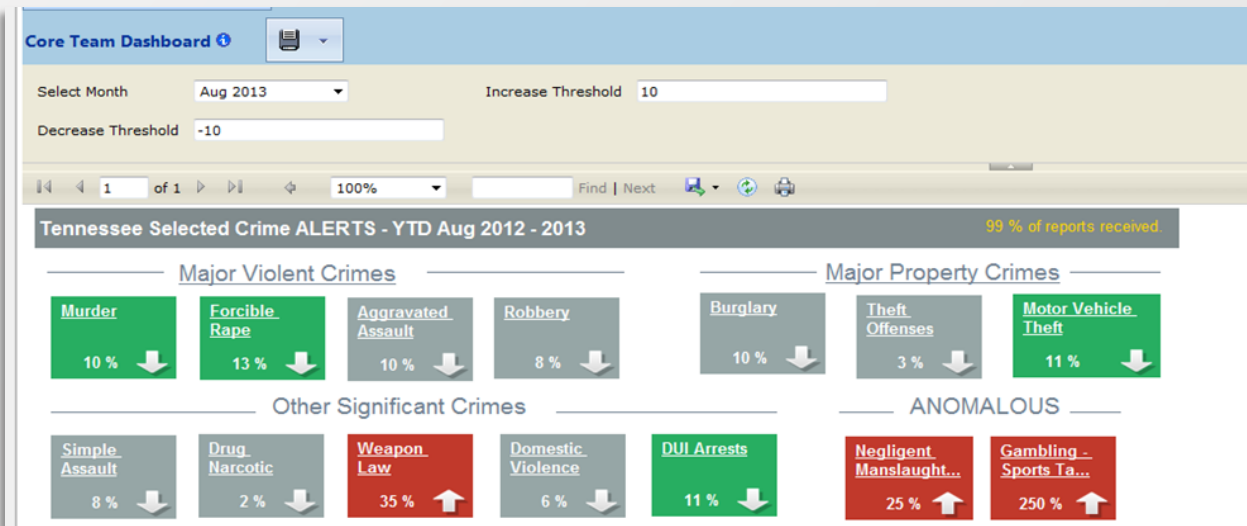 Core Team Dashboard
Select Month Aug 2013 Increase Threshold 10
Decrease Threshold -10
1 of 1 100% Find | Next
Tennessee Selected Crime ALERTS - YTD Aug 2012 - 2013 99 % of reports received.
Major Violent Crimes
Murder
10 %
Forcible
Rape
13 %
Aggravated
Assault
10 %
Robbery
8 %
Major Property Crimes
Burglary
10 %
Theft
Offenses
3 %
Motor Vehicle
Theft
11 %
Other Significant Crimes
Simple
Assault
8 %
Drug
Narcotic
2 %
Weapon
Law
35 %
Domestic
Violence
6 %
DUI Arrests
11 %
ANOMALOUS
Negligent
Manslaught...
25 %
Gambling -
Sports Ta...
250 %